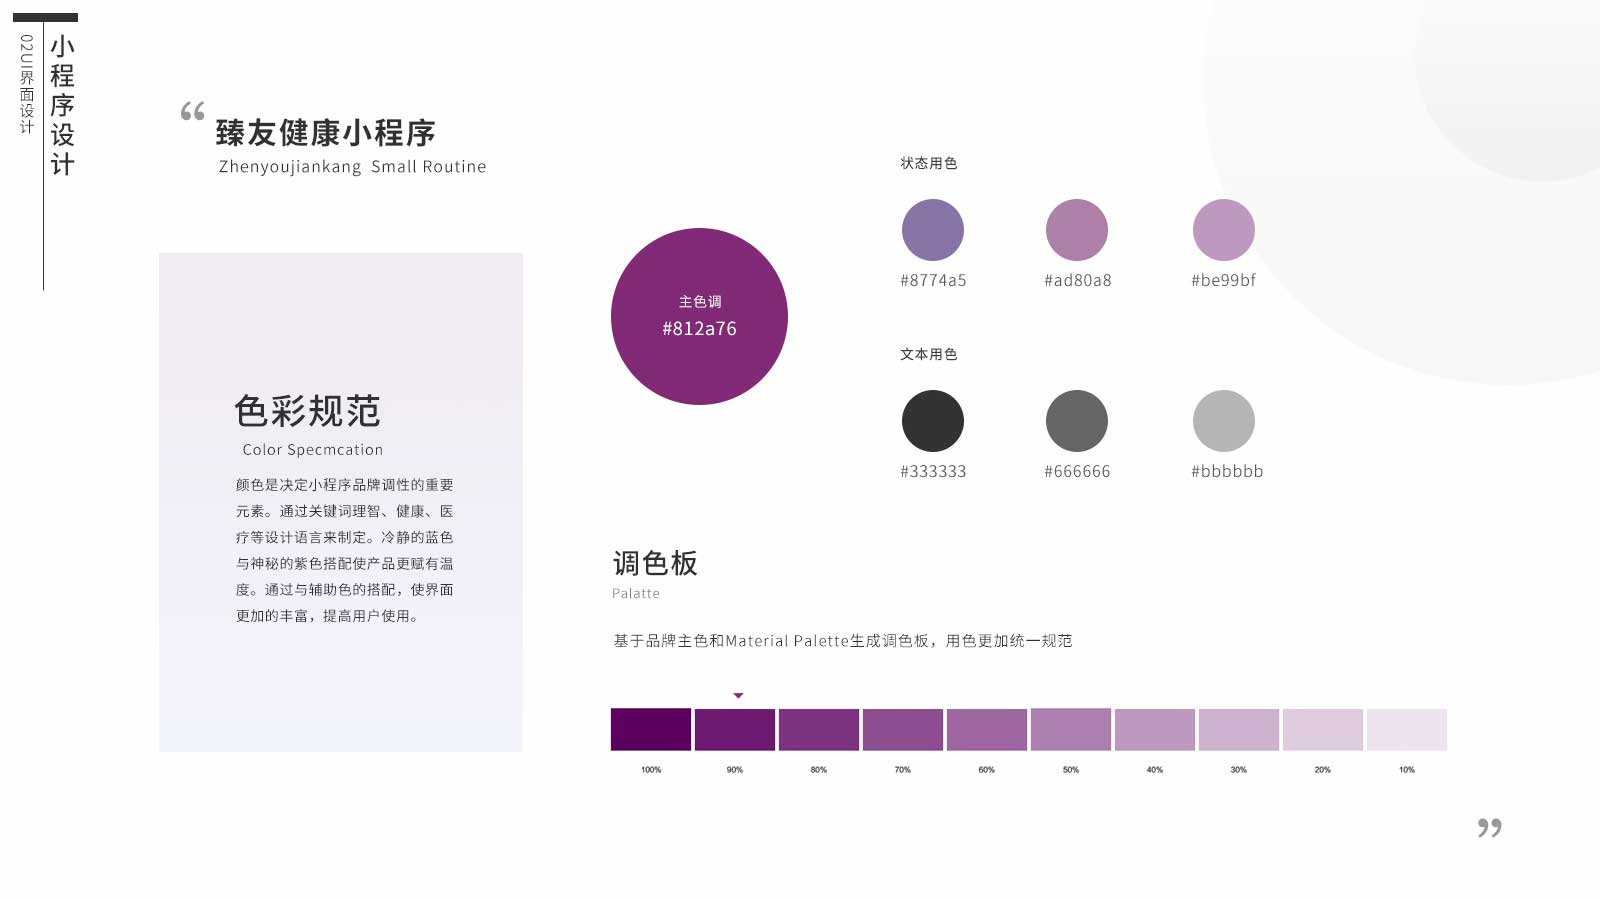 小程序设计
02UI界面设计
“
臻友健康小程序
Zhenyoujiankang Small Routine
色彩规范
Color Specmcation
颜色是决定小程序品牌调性的重要
元素。通过关键词理智、健康、医
疗等设计语言来制定。冷静的蓝色
与神秘的紫色搭配使产品更赋有温
度。通过与辅助色的搭配，使界面
更加的丰富，提高用户使用。
主色调
#812a76
状态用色
#8774a5 #ad80a8 #be99bf
文本用色
#333333 #666666 #bbbbbb
调色板
Palatte
基于品牌主色和Material Palette生成调色板，用色更加统一规范
100% 90% 80% 70% 60% 50% 40% 30% 20% 10%
”